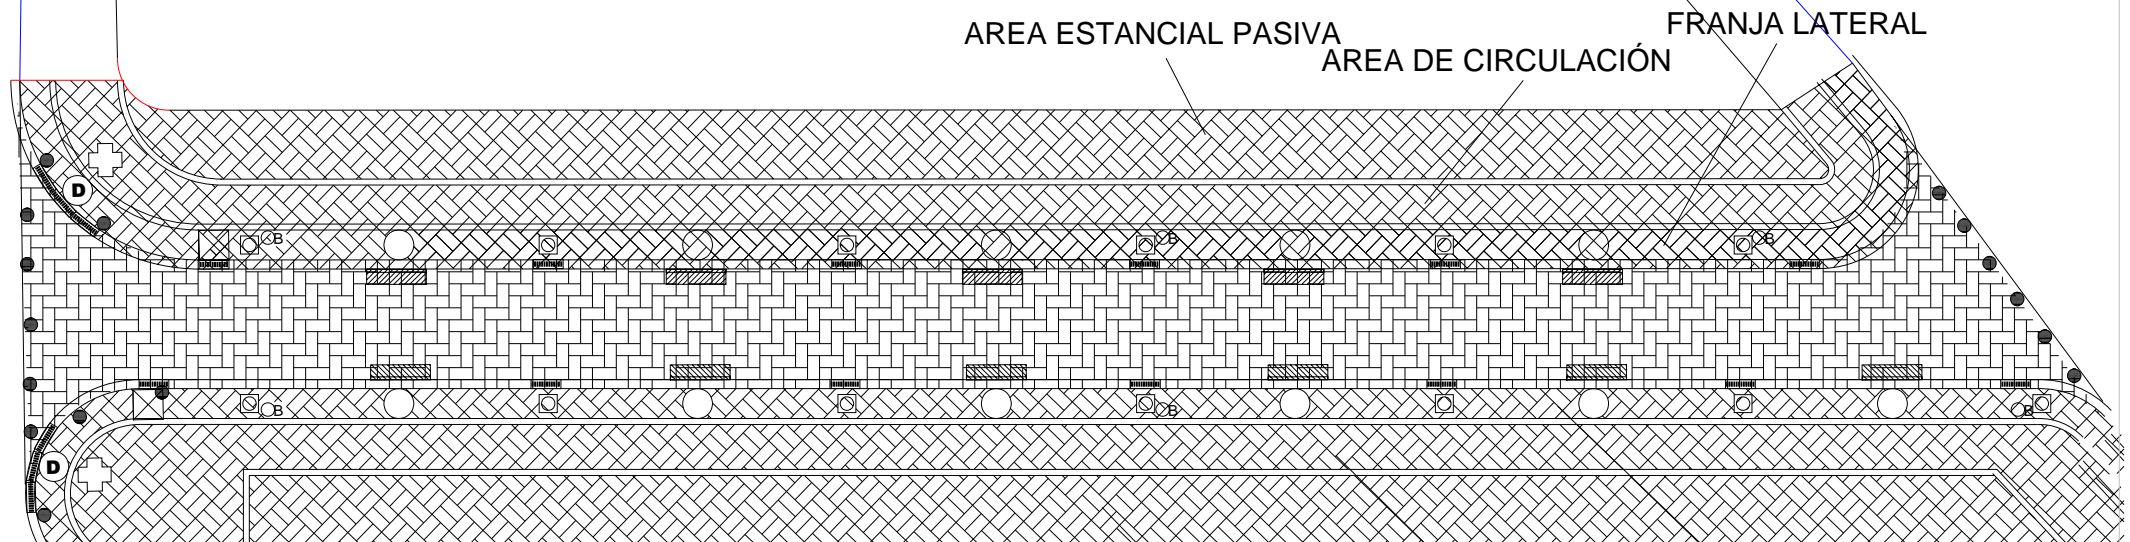 FRANJA LATERAL
AREA ESTANCIAL PASIVA
AREA DE CIRCULACIÓN
D
B
B
B
B
B
B
D